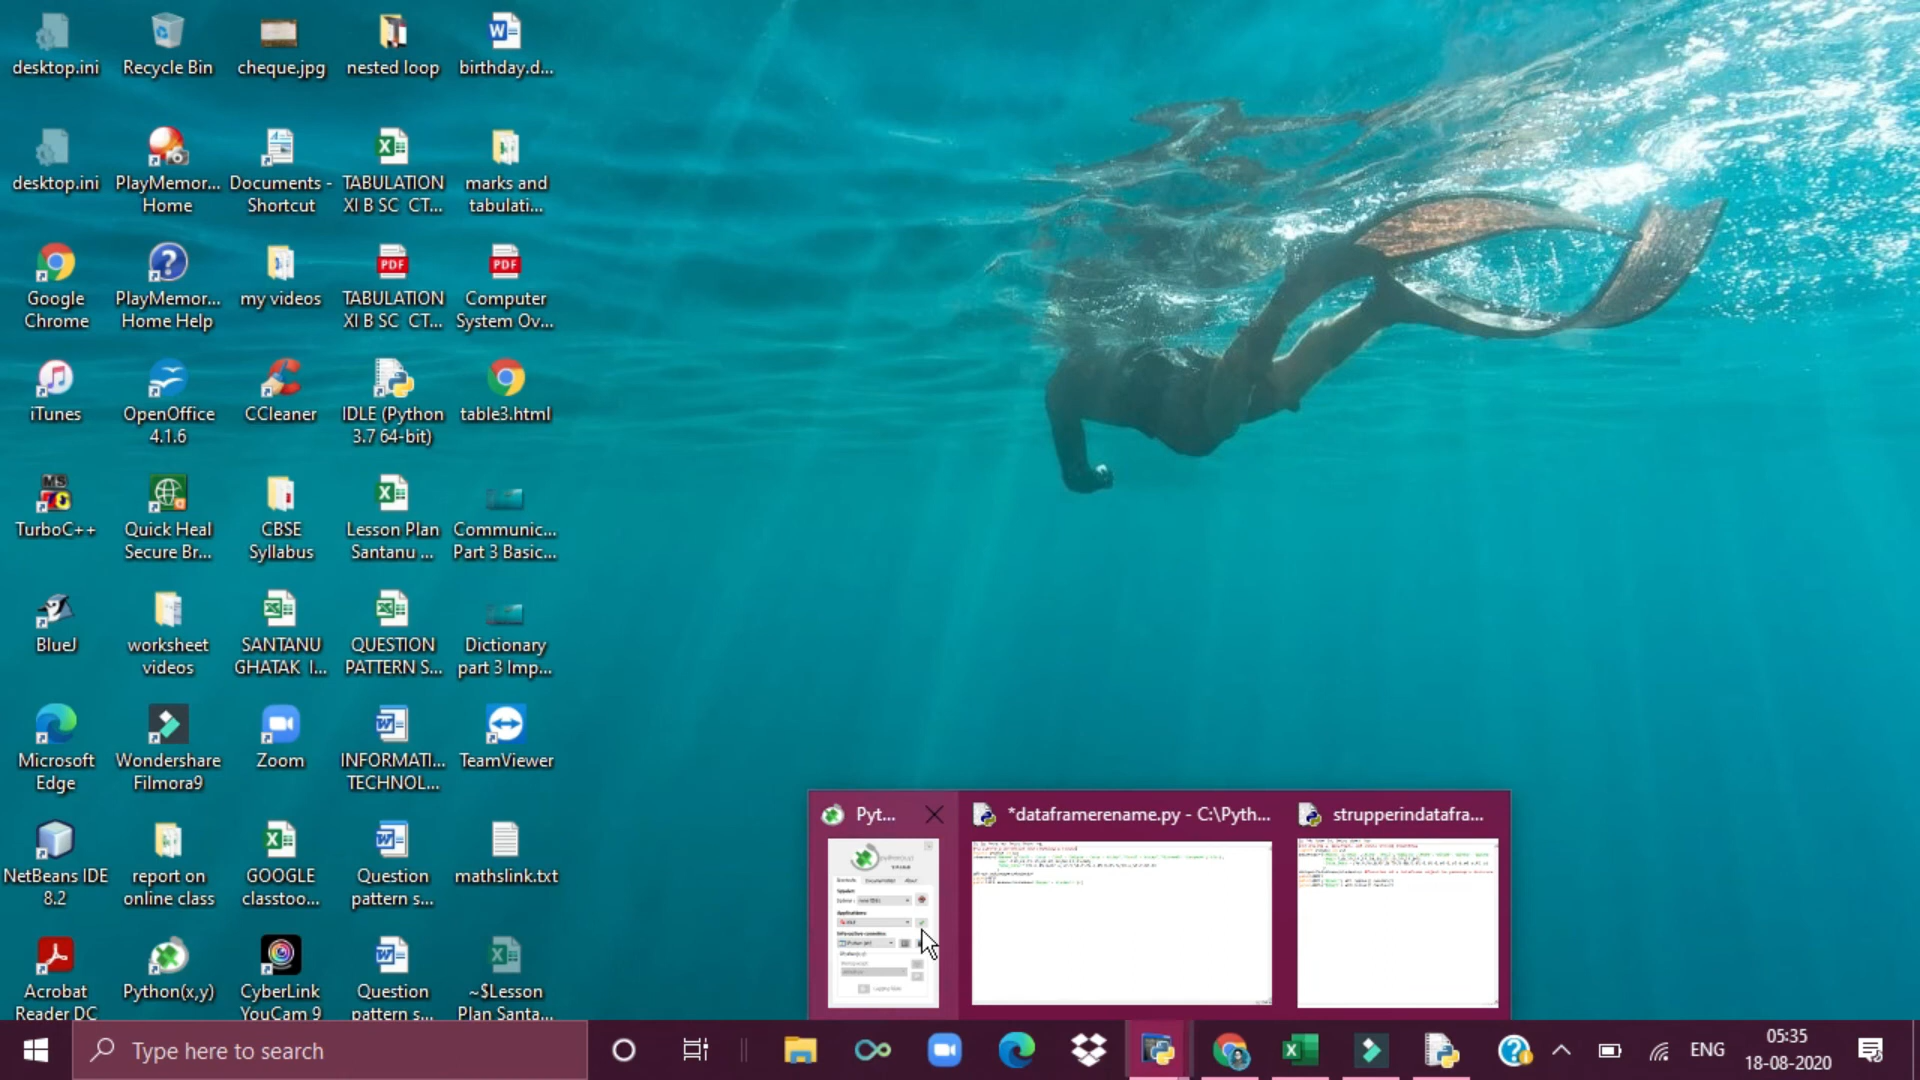 desktop.ini
Recycle Bin
cheque.jpg
nested loop
birthday.d...
desktop.ini
PlayMemor...
Home
Documents -
Shortcut
TABULATION
XI B SC CT...
marks and
tabulati...
Google
Chrome
PlayMemor...
Home Help
my videos
TABULATION
XI B SC CT...
Computer
System Ov...
iTunes
OpenOffice
4.1.6
CCleaner
IDLE (Python
3.7 64-bit)
table3.html
TurboC++
Quick Heal
Secure Br...
CBSE
Syllabus
Lesson Plan
Santanu ...
Communic...
Part 3 Basic...
BlueJ
worksheet
videos
SANTANU
GHATAK I...
QUESTION
PATTERN S...
Dictionary
part 3 Imp...
Microsoft
Edge
Wondershare
Filmora9
Zoom
INFORMATI...
TECHNOL...
TeamViewer
NetBeans IDE
8.2
report on
online class
GOOGLE
classtoo...
Question
pattern s...
mathslink.txt
Acrobat
Reader DC
Python(x,y)
CyberLink
YouCam 9
Question
pattern s...
~$Lesson
Plan Santa...
Pyt...
*dataframerename.py - C:\Pyth...
strupperindatafra...
Type here to search
ENG
05:35
18-08-2020